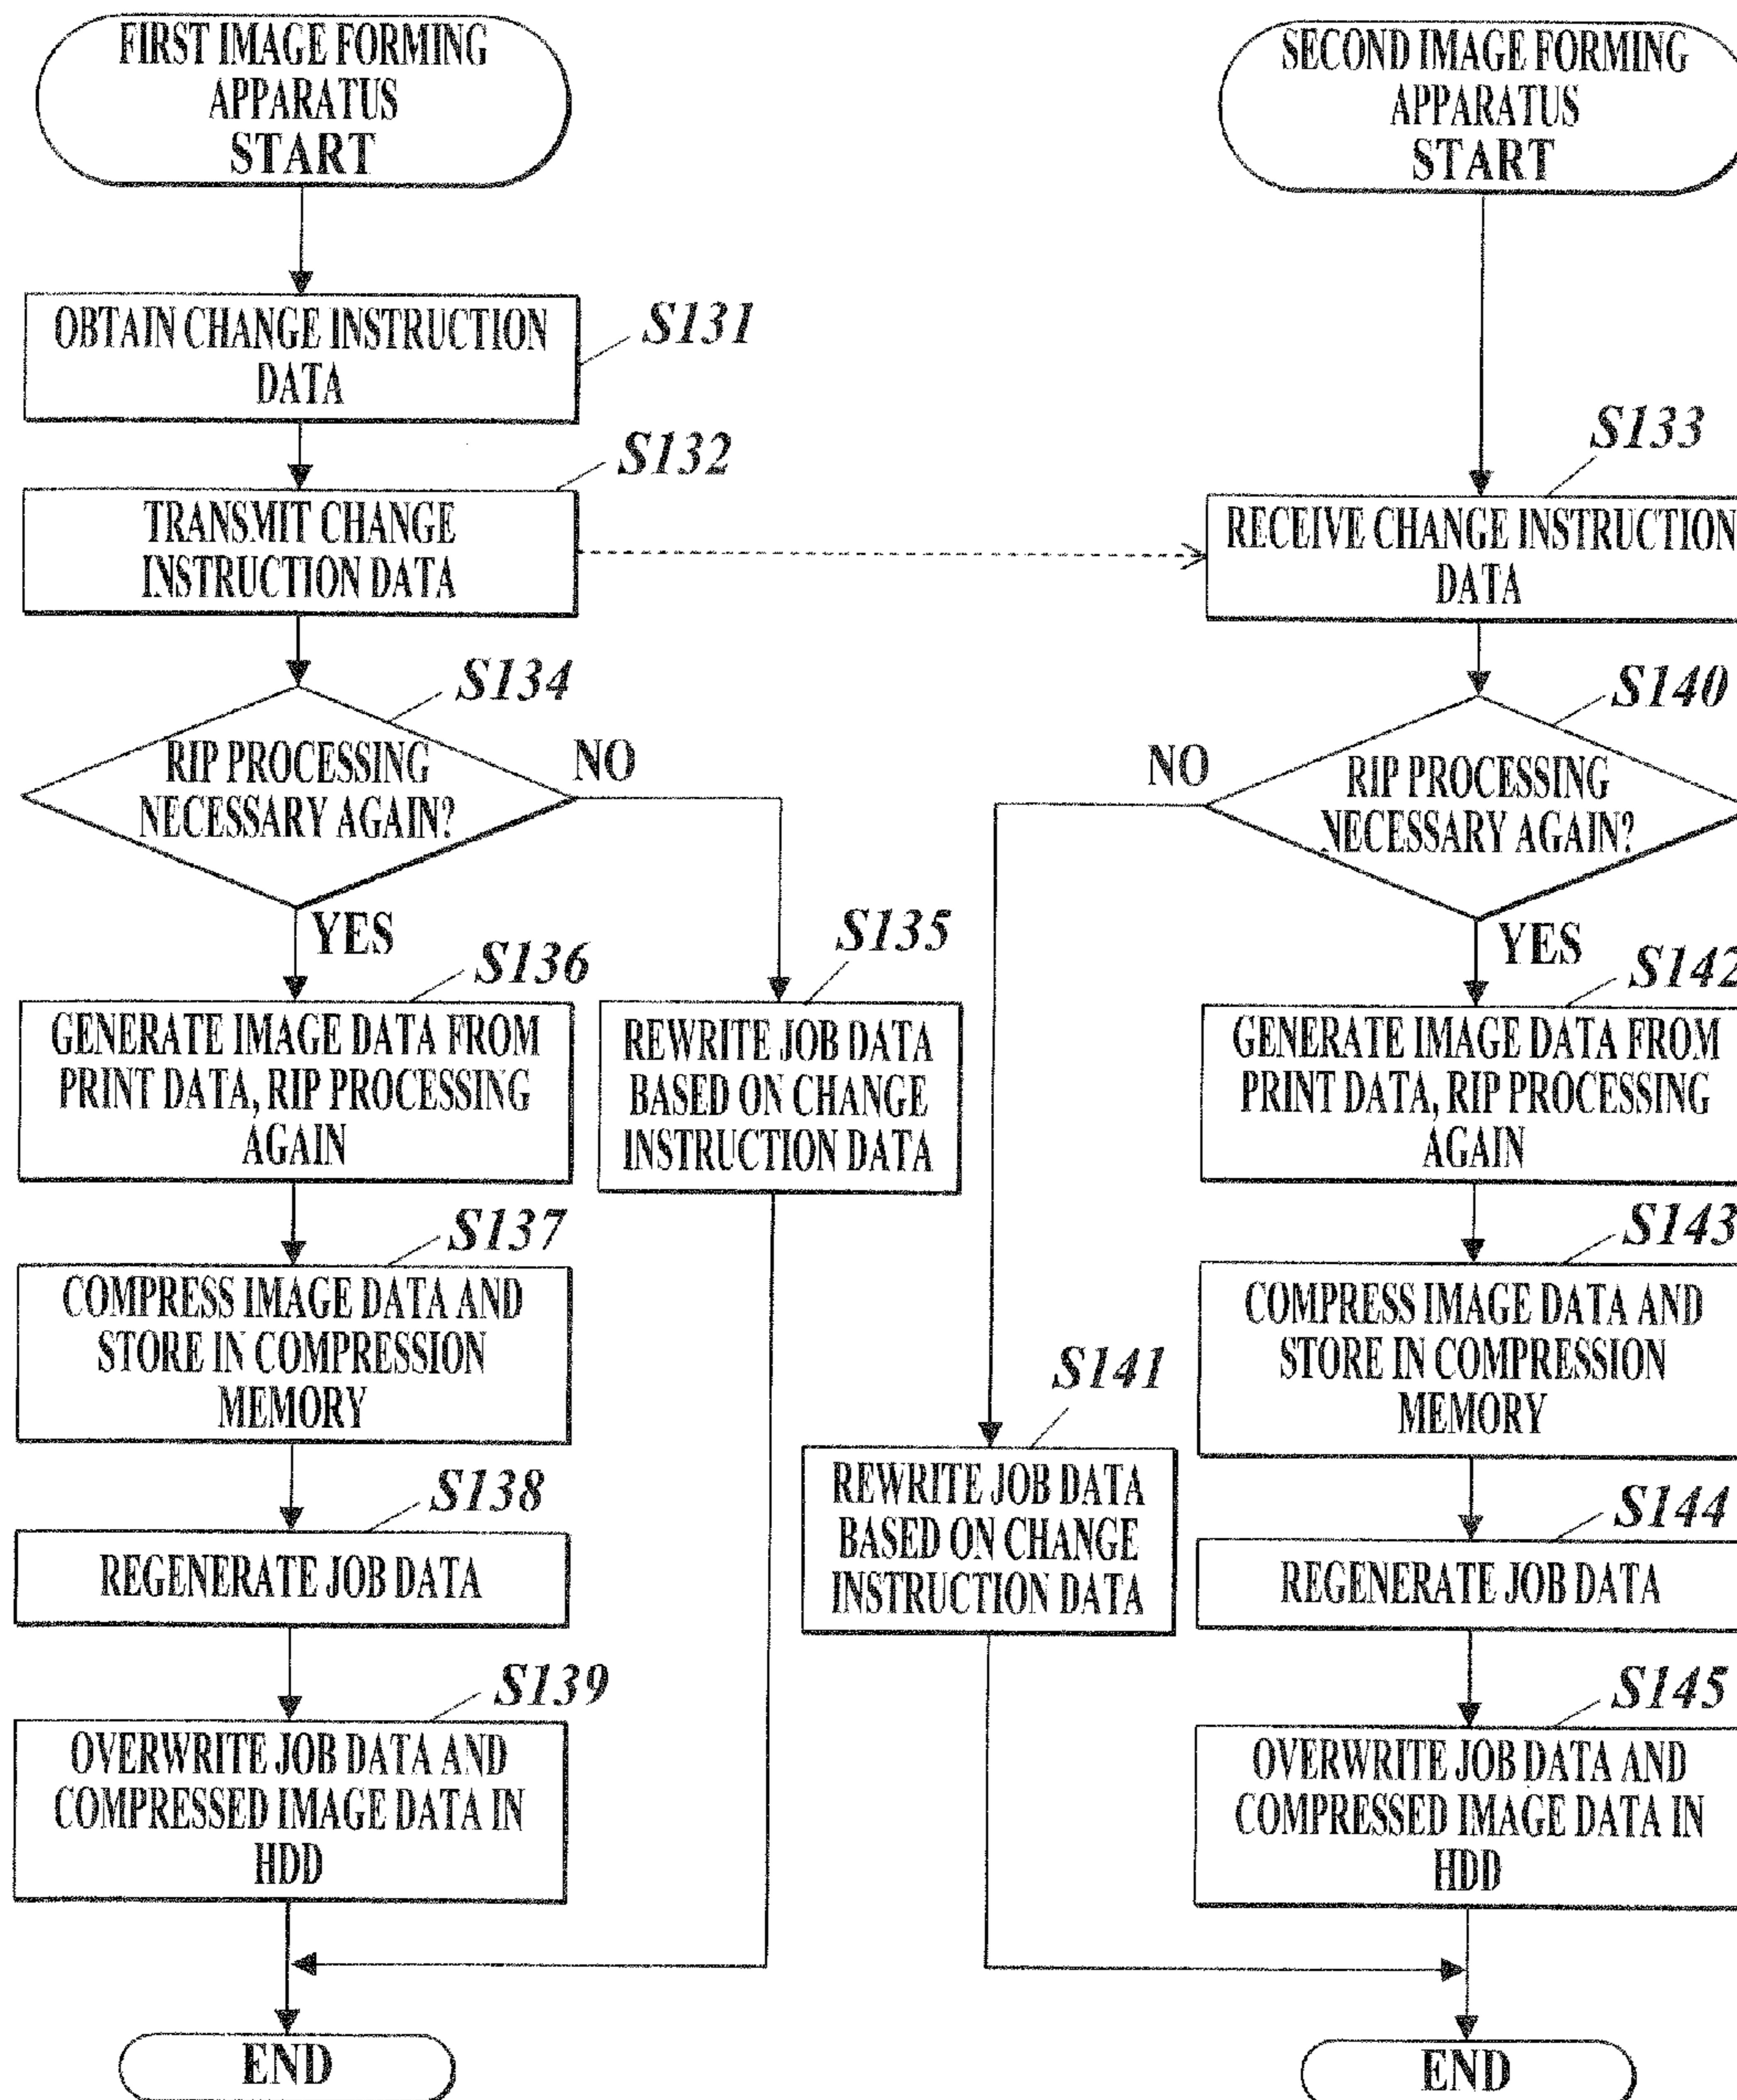 FIRST IMAGE FORMING
APPARATUS
START
OBTAIN CHANGE INSTRUCTION
DATA
S131
TRANSMIT CHANGE
INSTRUCTION DATA
S132
RIP PROCESSING
NECESSARY AGAIN?
S134
NO
YES
S135
REWRITE JOB DATA
BASED ON CHANGE
INSTRUCTION DATA
S136
GENERATE IMAGE DATA FROM
PRINT DATA, RIP PROCESSING
AGAIN
S137
COMPRESS IMAGE DATA AND
STORE IN COMPRESSION
MEMORY
S138
REGENERATE JOB DATA
S139
OVERWRITE JOB DATA AND
COMPRESSED IMAGE DATA IN
HDD
END
SECOND IMAGE FORMING
APPARATUS
START
S133
RECEIVE CHANGE INSTRUCTION
DATA
S140
RIP PROCESSING
NECESSARY AGAIN?
NO
YES
S141
REWRITE JOB DATA
BASED ON CHANGE
INSTRUCTION DATA
S142
GENERATE IMAGE DATA FROM
PRINT DATA, RIP PROCESSING
AGAIN
S143
COMPRESS IMAGE DATA AND
STORE IN COMPRESSION
MEMORY
S144
REGENERATE JOB DATA
S145
OVERWRITE JOB DATA AND
COMPRESSED IMAGE DATA IN
HDD
END